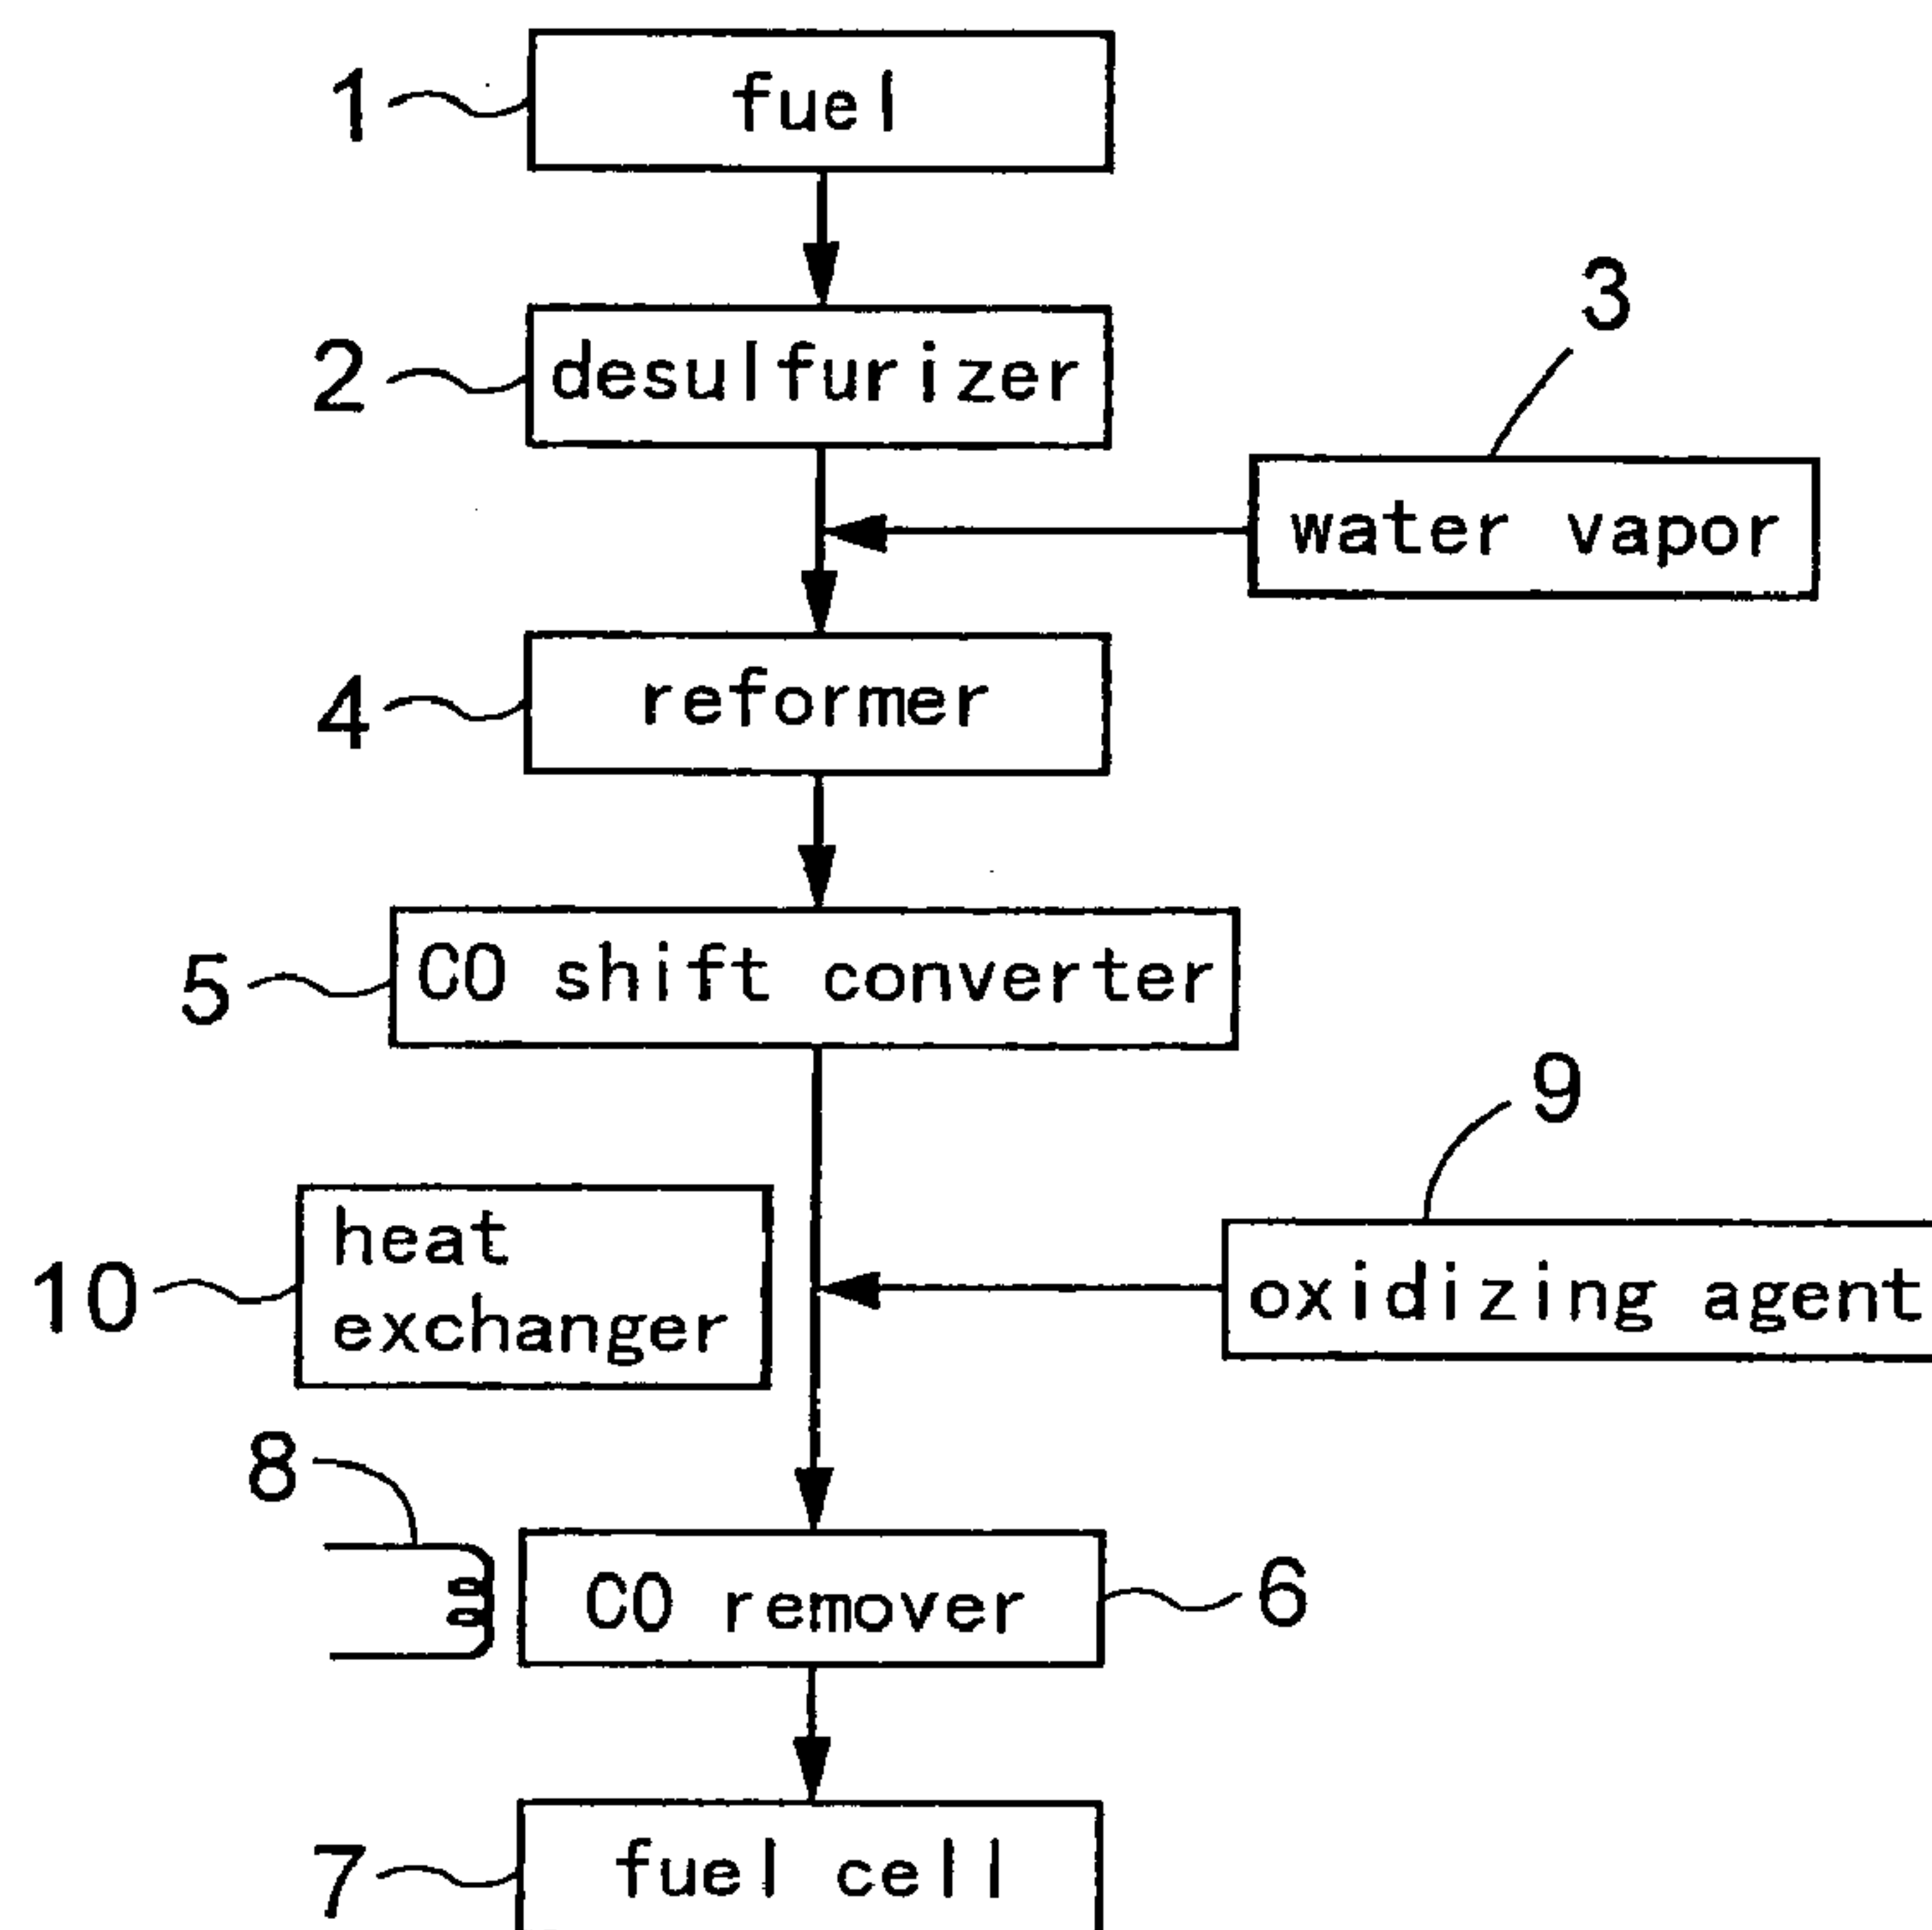 1 fuel
2 desulfurizer
3
water vapor
4 reformer
5 CO shift converter
9
10 heat
exchanger
oxidizing agent
8
CO remover 6
7 fuel cell